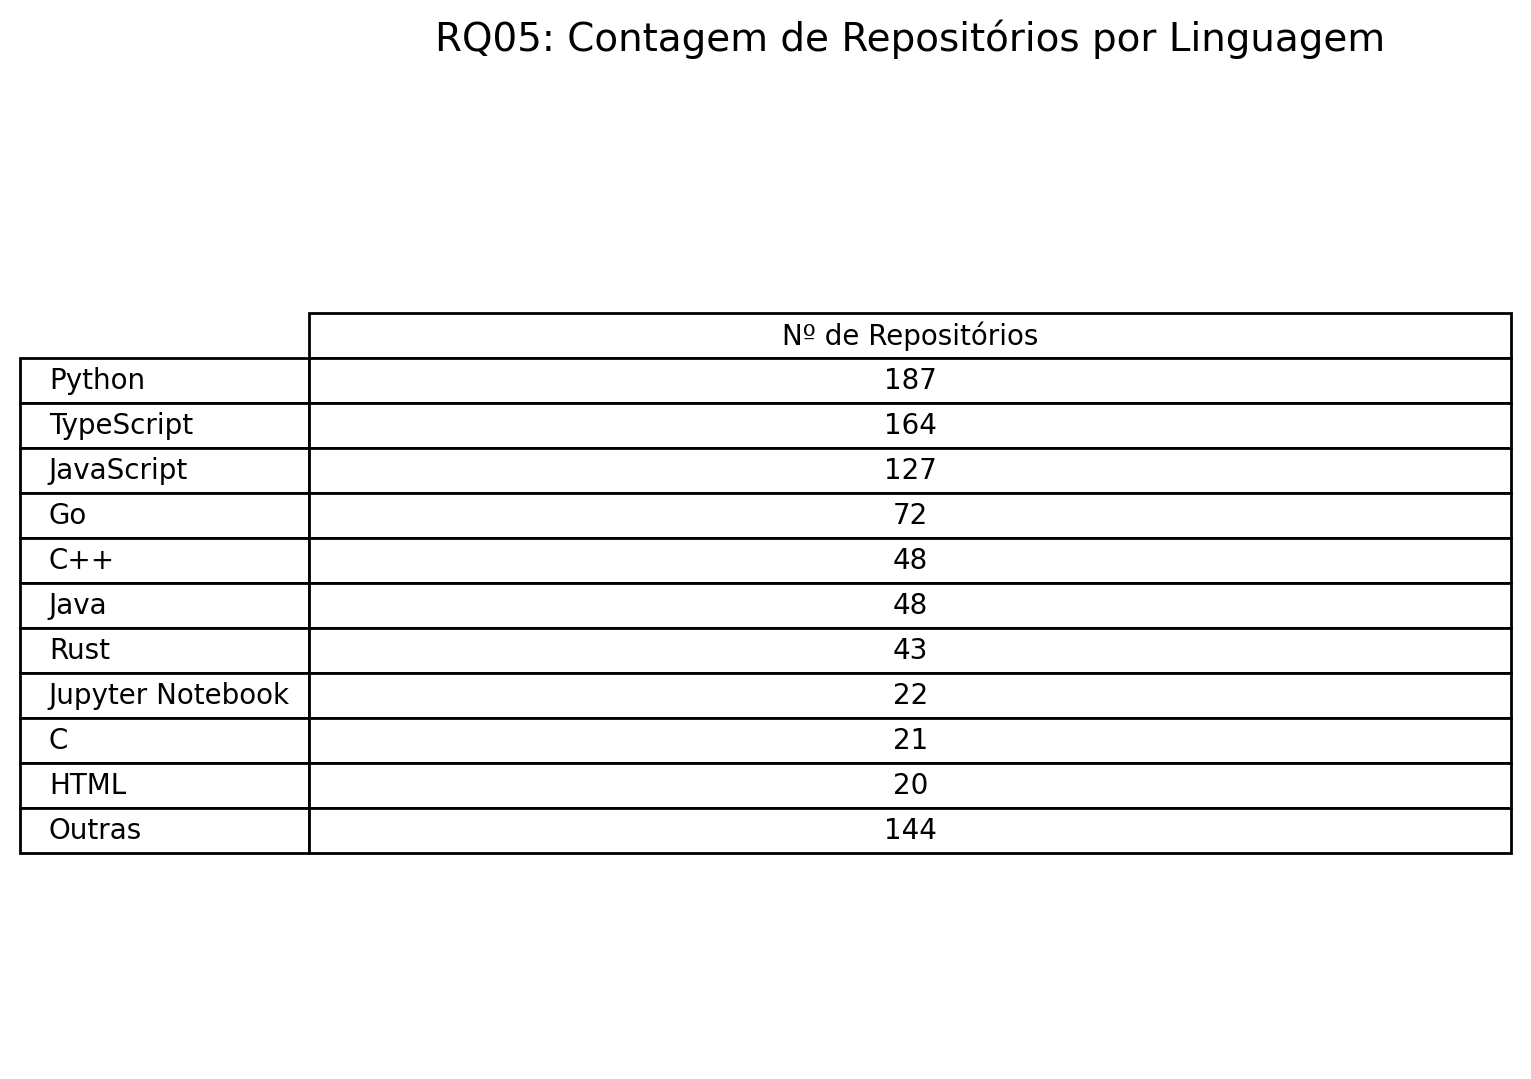 RQ05: Contagem de Repositórios por Linguagem
Nº de Repositórios
Python 187
TypeScript 164
JavaScript 127
Go 72
C++ 48
Java 48
Rust 43
Jupyter Notebook 22
C 21
HTML 20
Outras 144